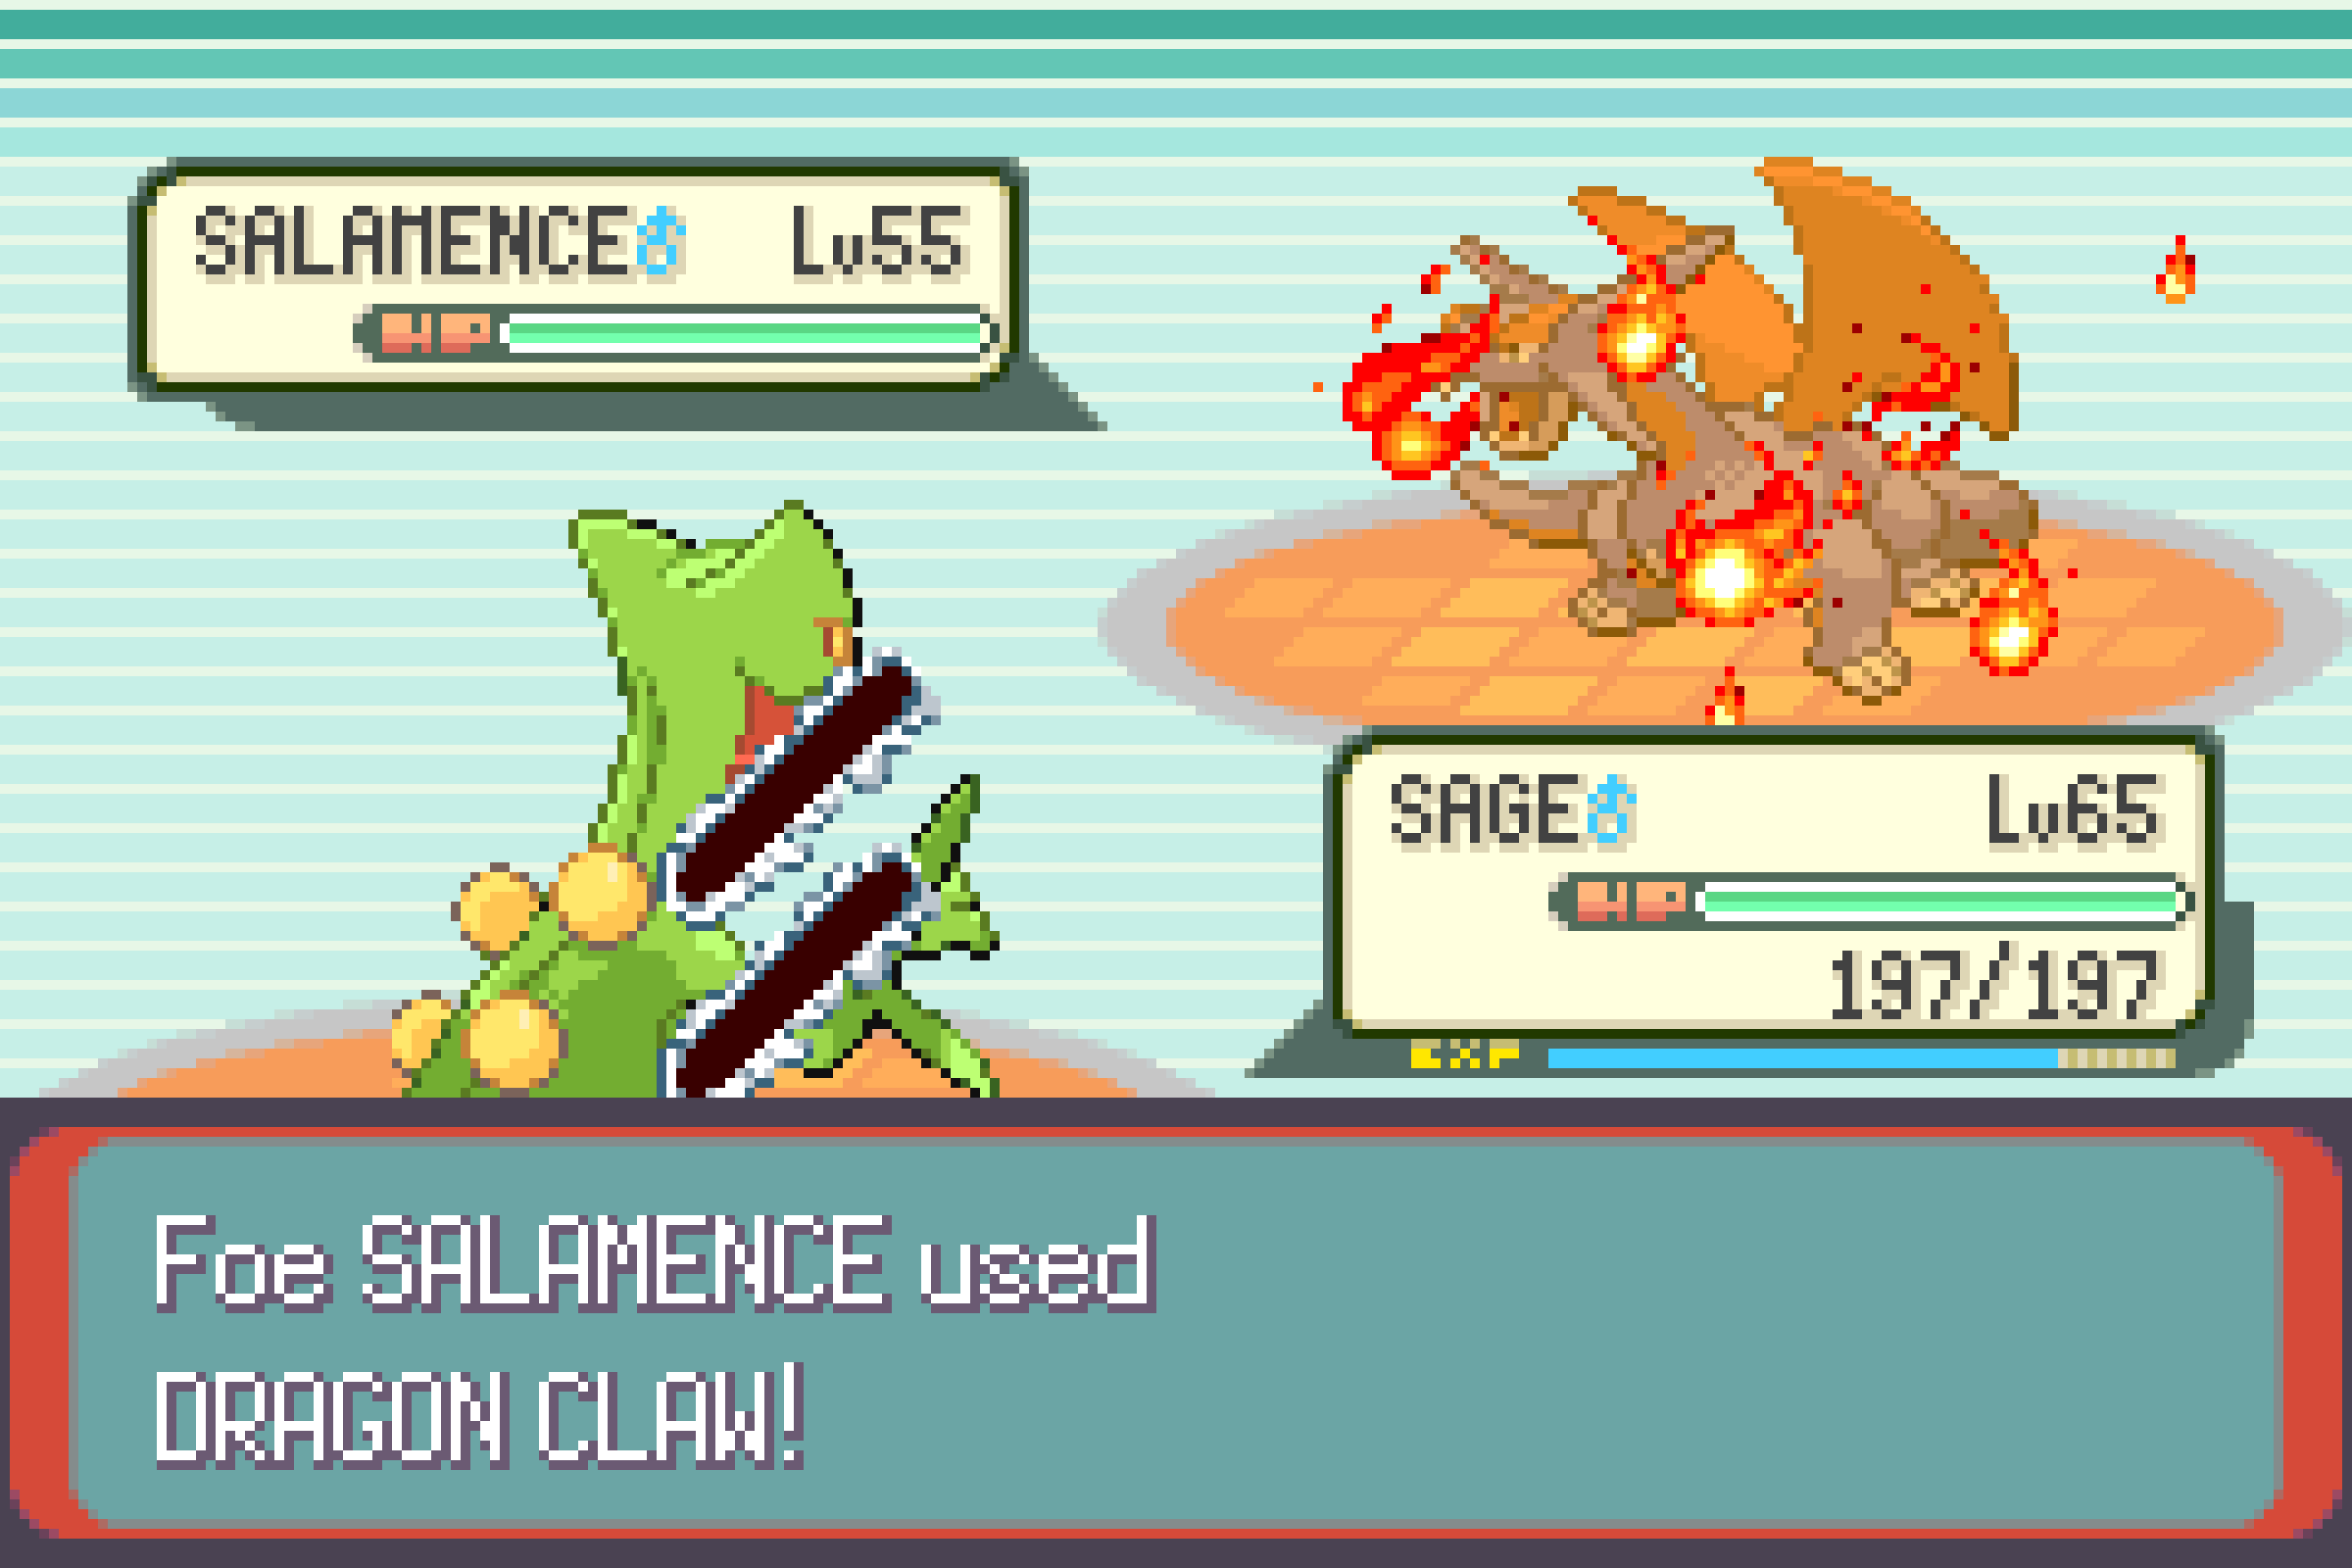 SALAMENCE♂ Lv55
HP
SAGE♂ Lv65
HP
197/197
EXP
Foe SALAMENCE used
DRAGON CLAW!